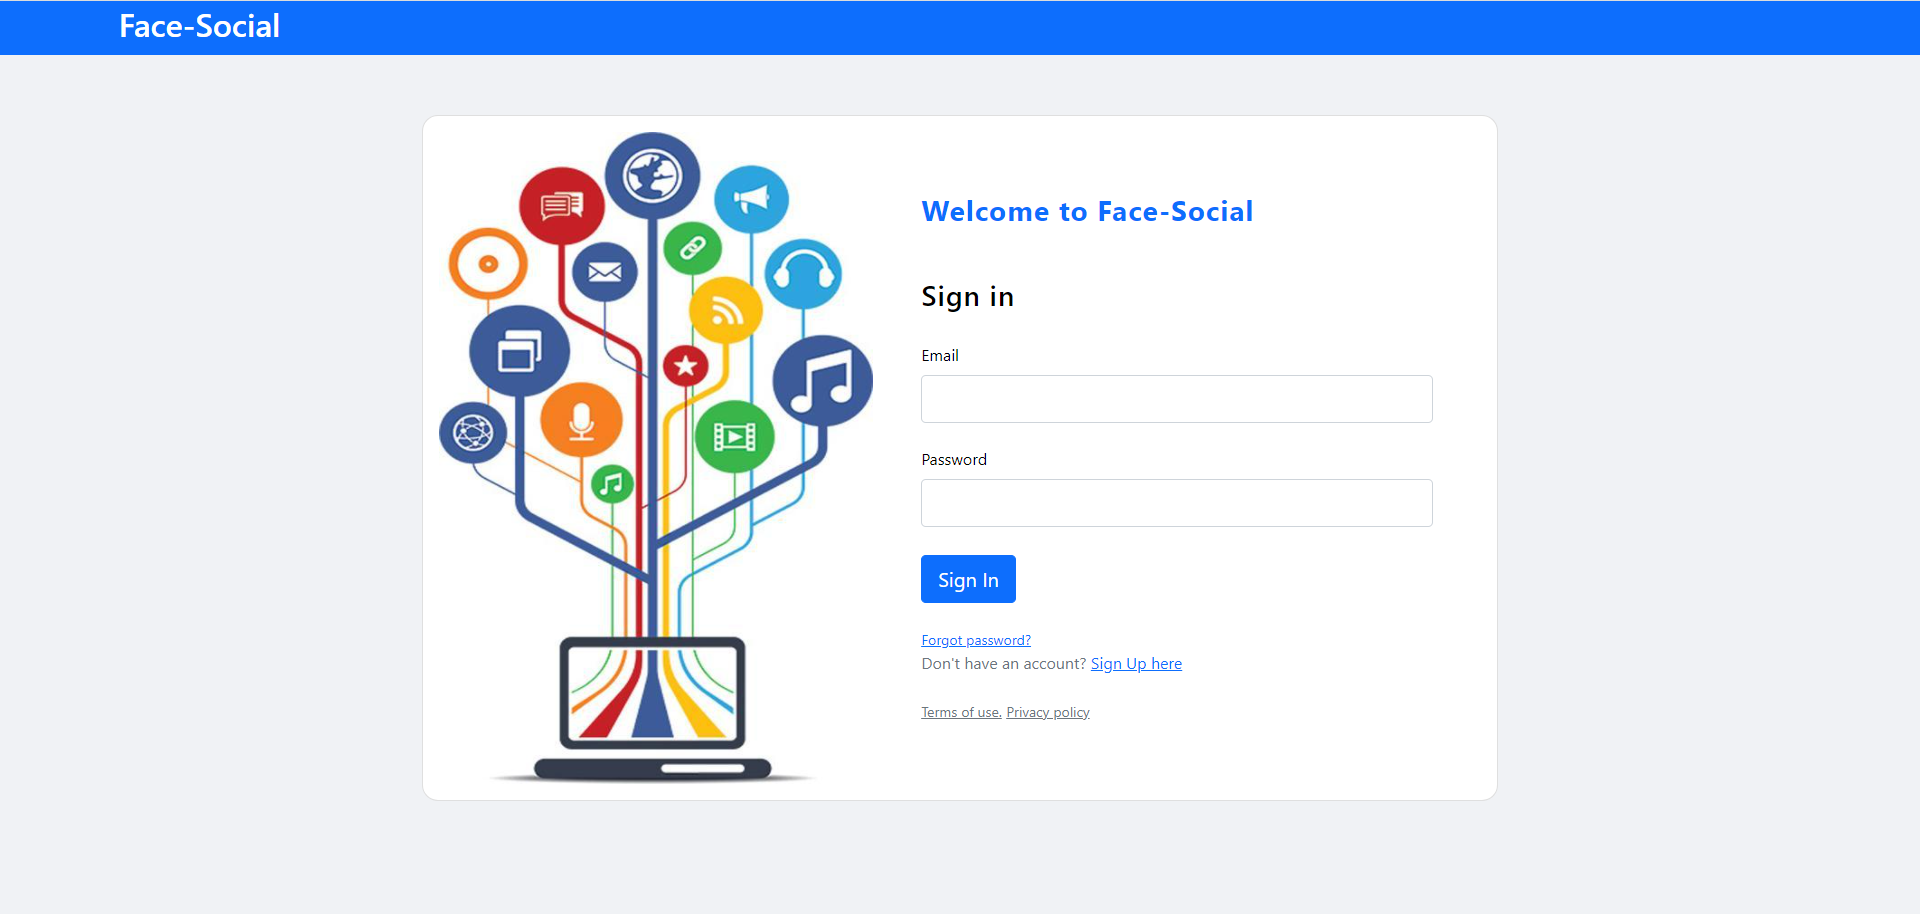 Face-Social
Welcome to Face-Social
Sign in
Email
Password
Sign In
Forgot password?
Don't have an account? Sign Up here
Terms of use. Privacy policy